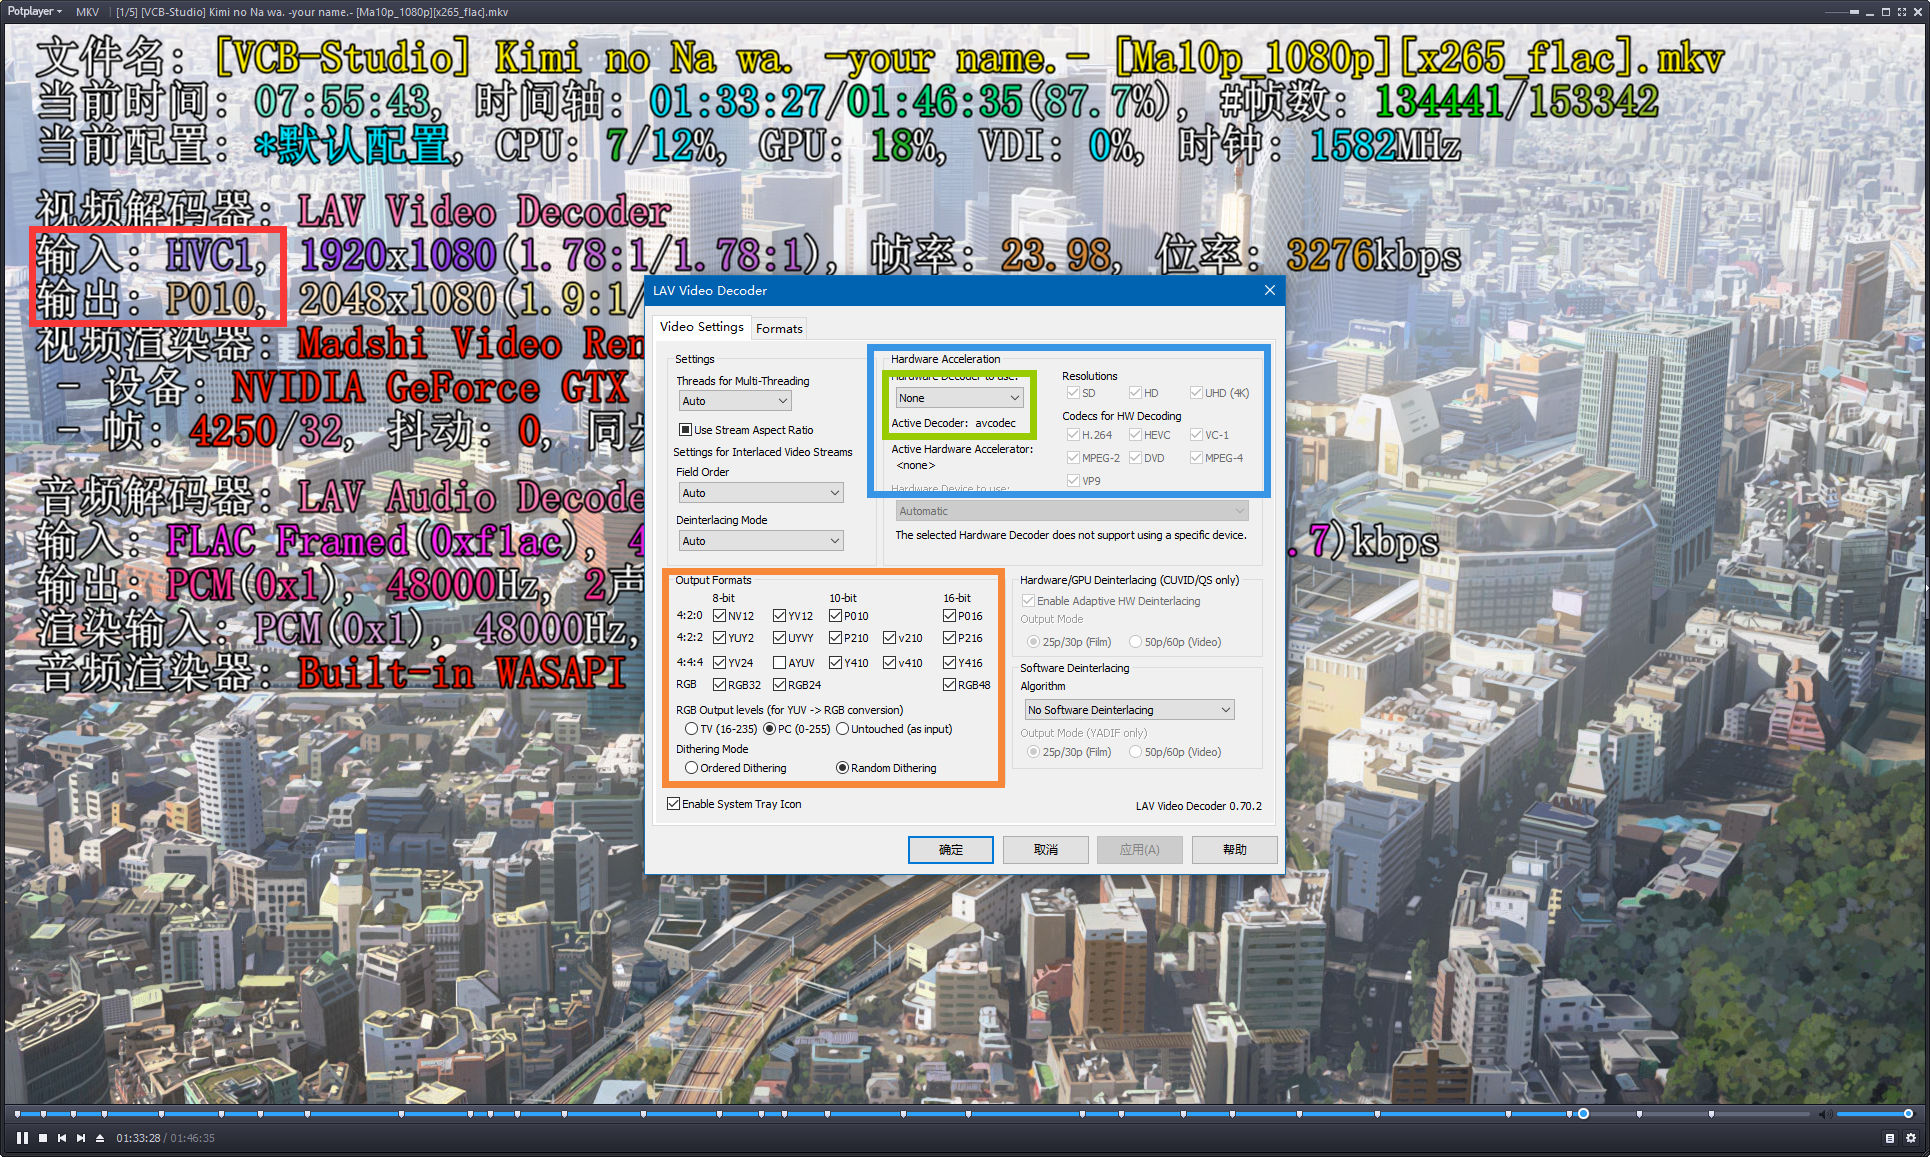 Potplayer MKV [1/5] [VCB-Studio] Kimi no Na wa. -your name.- [Ma10p_1080p][x265_flac].mkv
文件名: [VCB-Studio] Kimi no Na wa. -your name.- [Ma10p_1080p][x265_flac].mkv
当前时间: 07:55:43, 时间轴: 01:33:27/01:46:35(87.7%), #帧数: 134441/153342
当前配置: *默认配置, CPU: 7/12%, GPU: 18%, VDI: 0%, 时钟: 1582MHz
视频解码器: LAV Video Decoder
输入: HVC1, 1920x1080(1.78:1/1.78:1), 帧率: 23.98, 位率: 3276kbps
输出: P010, 2048x1080(1.9:1/
视频渲染器: Madshi Video Ren
- 设备: NVIDIA GeForce GTX
- 帧: 4250/32, 抖动: 0, 同步
音频解码器: LAV Audio Decode
输入: FLAC Framed(0xflac), 4
.7)kbps
输出: PCM(0x1), 48000Hz, 2声
渲染输入: PCM(0x1), 48000Hz,
音频渲染器: Built-in WASAPI
LAV Video Decoder
Video Settings
Formats
Settings
Threads for Multi-Threading
Auto
Use Stream Aspect Ratio
Settings for Interlaced Video Streams
Field Order
Auto
Deinterlacing Mode
Auto
Hardware Acceleration
Hardware Decoder to use:
None
Active Decoder: avcodec
Active Hardware Accelerator:
<none>
Hardware Device to use:
Automatic
The selected Hardware Decoder does not support using a specific device.
Resolutions
SD HD UHD (4K)
Codecs for HW Decoding
H.264 HEVC VC-1
MPEG-2 DVD MPEG-4
VP9
Output Formats
8-bit 10-bit 16-bit
4:2:0 NV12 YV12 P010 P016
4:2:2 YUY2 UYVY P210 v210 P216
4:4:4 YV24 AYUV Y410 v410 Y416
RGB RGB32 RGB24 RGB48
RGB Output levels (for YUV -> RGB conversion)
TV (16-235) PC (0-255) Untouched (as input)
Dithering Mode
Ordered Dithering Random Dithering
Hardware/GPU Deinterlacing (CUVID/QS only)
Enable Adaptive HW Deinterlacing
Output Mode
25p/30p (Film) 50p/60p (Video)
Software Deinterlacing
Algorithm
No Software Deinterlacing
Output Mode (YADIF only)
25p/30p (Film) 50p/60p (Video)
Enable System Tray Icon
LAV Video Decoder 0.70.2
确定 取消 应用(A) 帮助
01:33:28 / 01:46:35